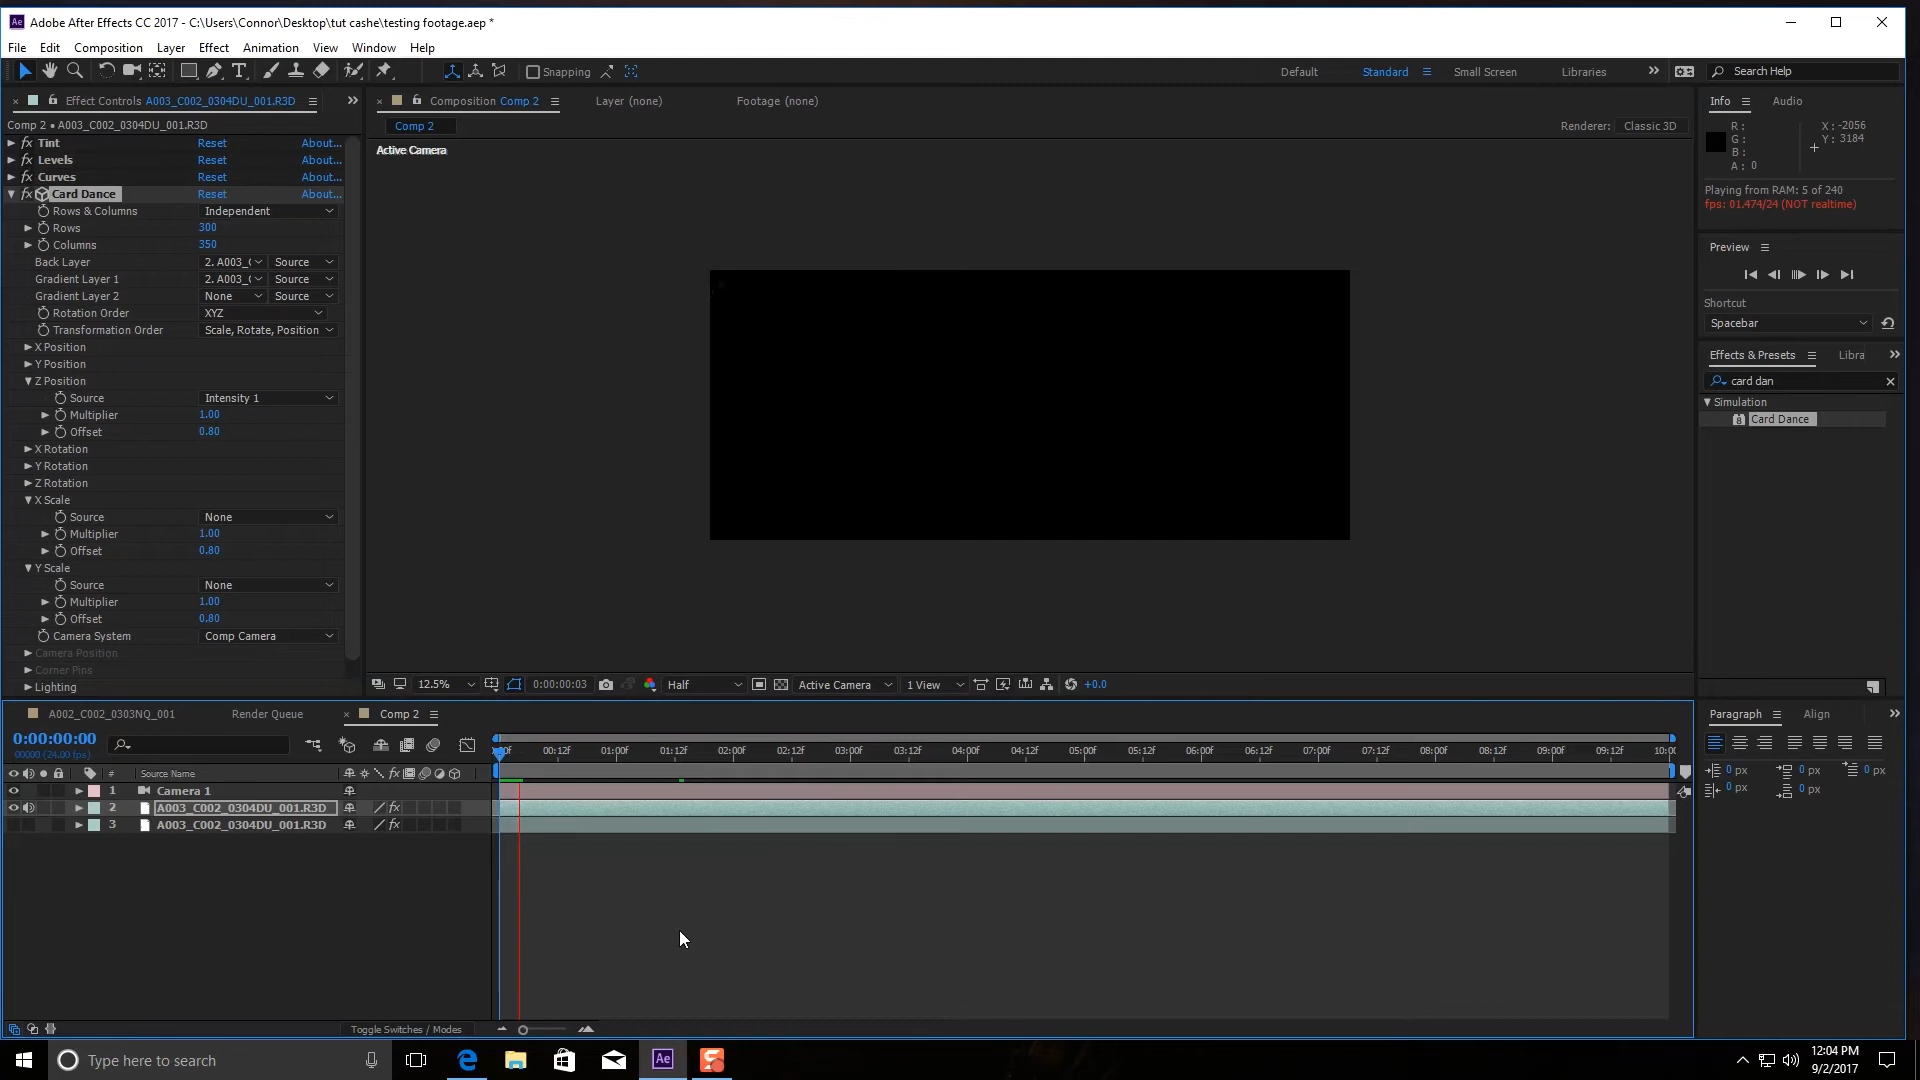 Adobe After Effects CC 2017 - C:\Users\Connor\Desktop\tut cashe\testing footage.aep *
File Edit Composition Layer Effect Animation View Window Help
Snapping Default Standard Small Screen Libraries Search Help
Effect Controls A003_C002_0304DU_001.R3D
Composition Comp 2 Layer (none) Footage (none)
Info Audio
Comp 2 • A003_C002_0304DU_001.R3D
Comp 2
Renderer: Classic 3D
Active Camera
R:
G:
B:
A: 0
X: -2056
Y: 3184
Playing from RAM: 5 of 240
fps: 01.474/24 (NOT realtime)
Tint Reset About...
Levels Reset About...
Curves Reset About...
Card Dance Reset About...
Rows & Columns Independent
Rows 300
Columns 350
Back Layer 2. A003_( Source
Gradient Layer 1 2. A003_( Source
Gradient Layer 2 None Source
Rotation Order XYZ
Transformation Order Scale, Rotate, Position
X Position
Y Position
Z Position
Source Intensity 1
Multiplier 1.00
Offset 0.80
X Rotation
Y Rotation
Z Rotation
X Scale
Source None
Multiplier 1.00
Offset 0.80
Y Scale
Source None
Multiplier 1.00
Offset 0.80
Camera System Comp Camera
Camera Position
Corner Pins
Lighting
Preview
Shortcut
Spacebar
Effects & Presets Libra
card dan
Simulation
Card Dance
12.5% 0:00:00:03 Half Active Camera 1 View +0.0
A002_C002_0303NQ_001 Render Queue Comp 2
Paragraph Align
0:00:00:00
00000 (24.00 fps)
00:12f 01:00f 01:12f 02:00f 02:12f 03:00f 03:12f 04:00f 04:12f 05:00f 05:12f 06:00f 06:12f 07:00f 07:12f 08:00f 08:12f 09:00f 09:12f 10:0
# Source Name
1 Camera 1
2 A003_C002_0304DU_001.R3D
3 A003_C002_0304DU_001.R3D
0 px 0 px 0 px
0 px 0 px
Toggle Switches / Modes
Type here to search
Ae
12:04 PM
9/2/2017